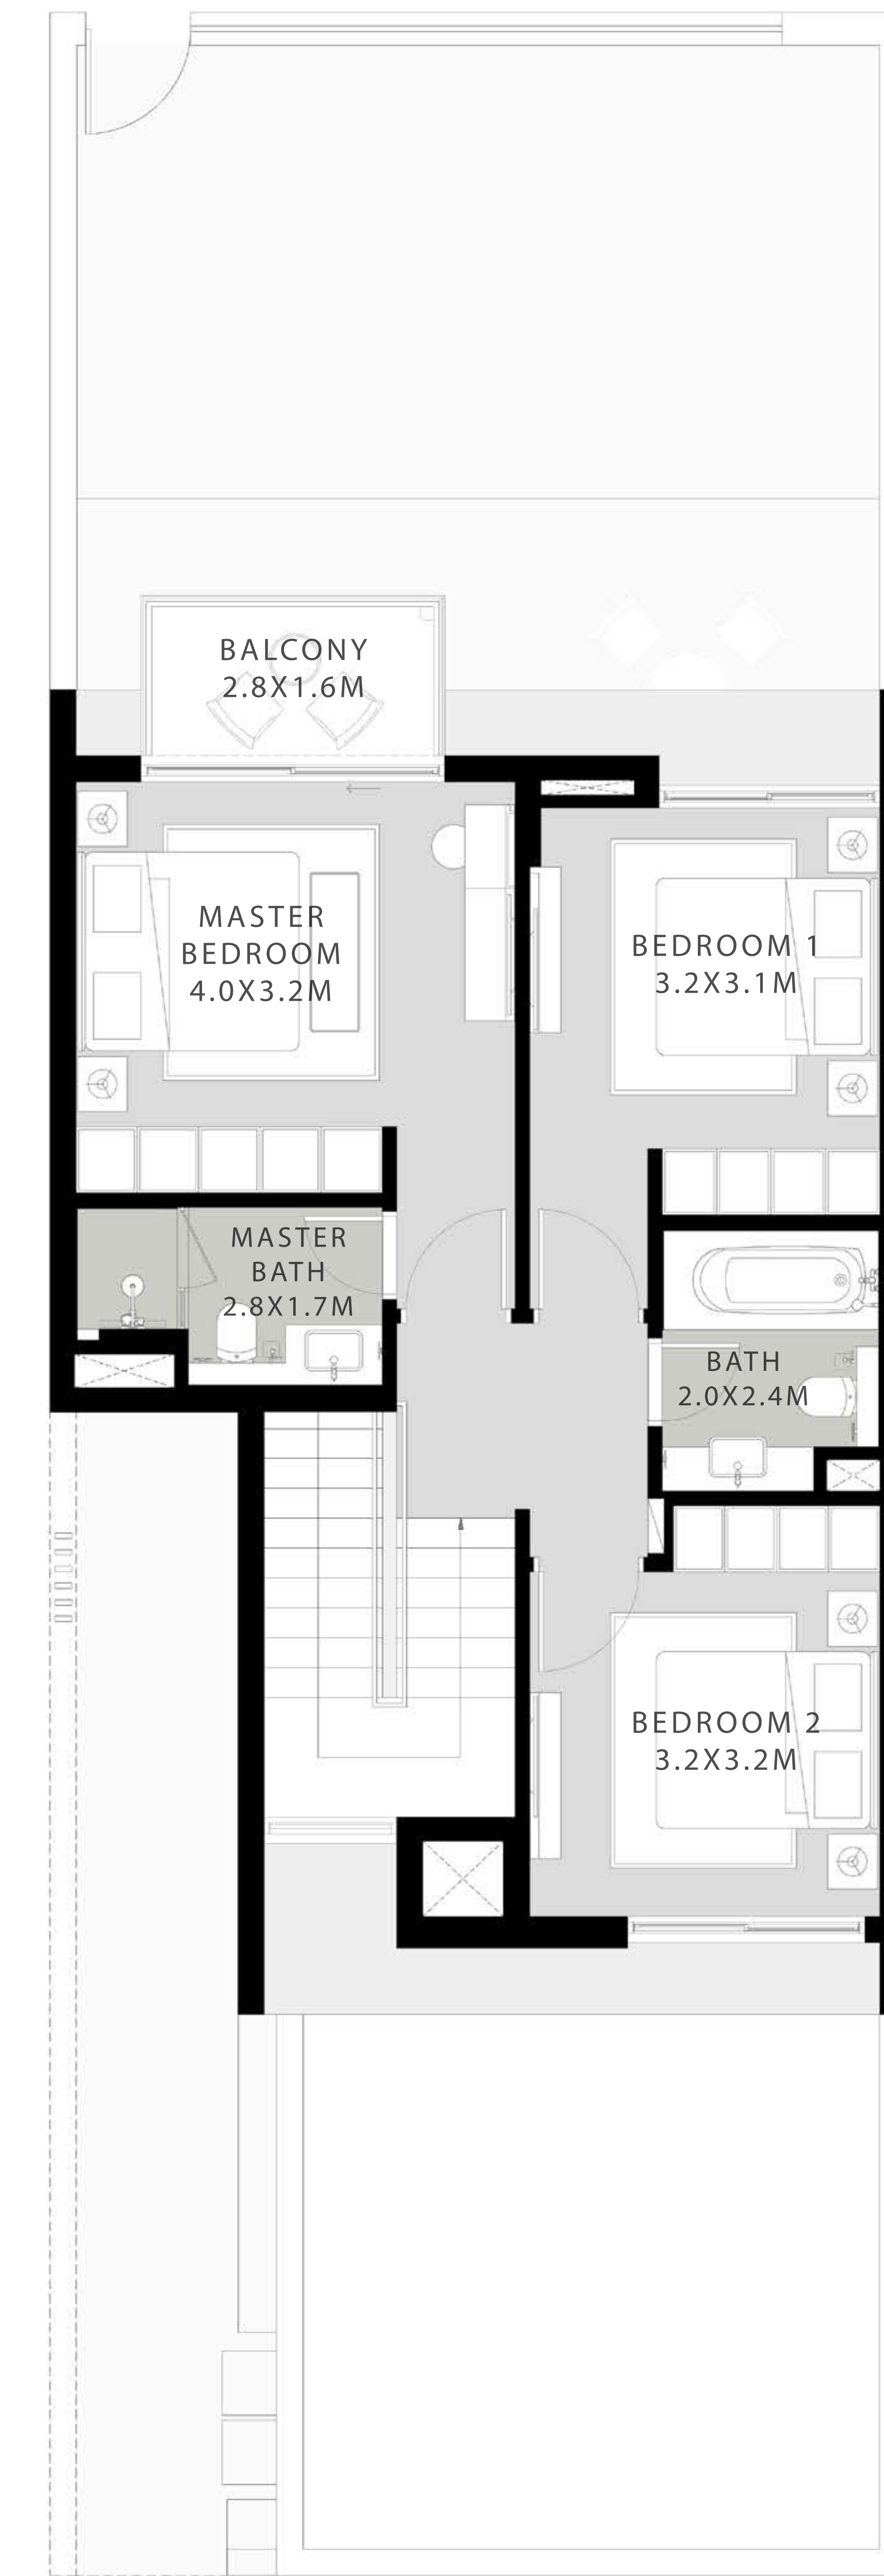 BALCONY
2.8X1.6M
MASTER
BEDROOM
4.0X3.2M
BEDROOM 1
3.2X3.1M
MASTER
BATH
2.8X1.7M
BATH
2.0X2.4M
BEDROOM 2
3.2X3.2M